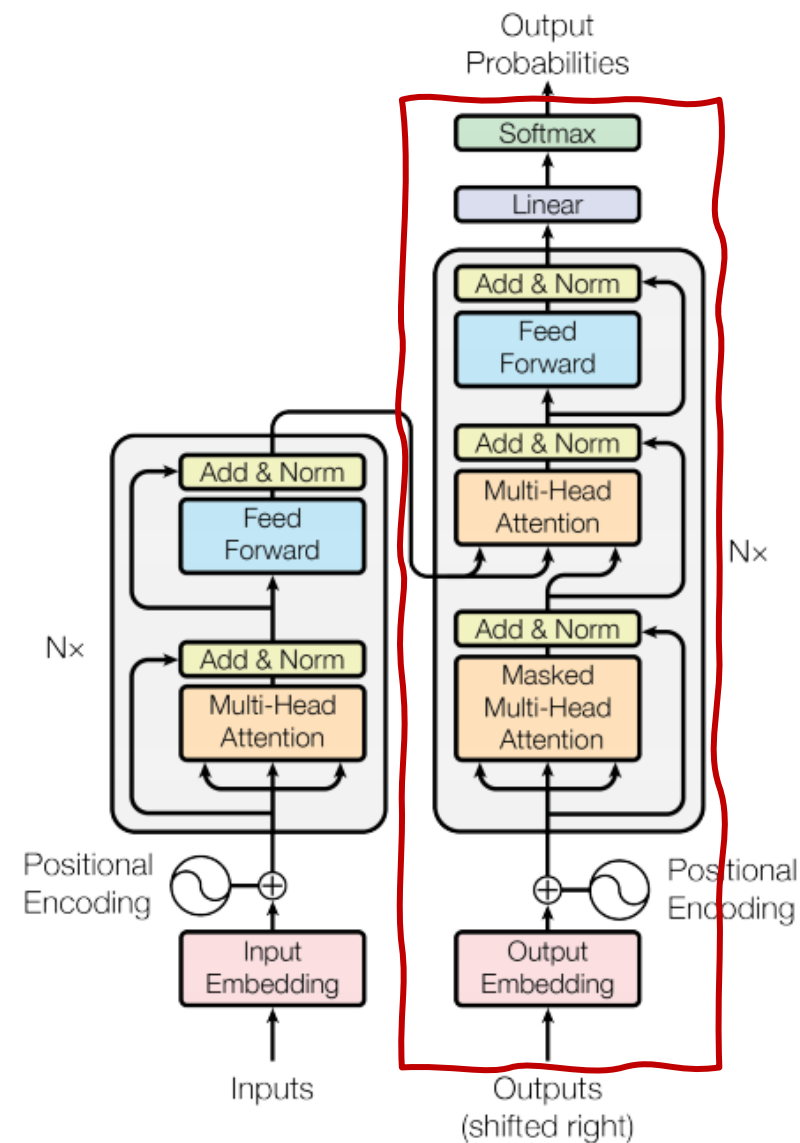 Output
Probabilities
Softmax
Linear
Add & Norm
Feed
Forward
Add & Norm
Multi-Head
Attention
Add & Norm
Masked
Multi-Head
Attention
Nx
Add & Norm
Feed
Forward
Add & Norm
Multi-Head
Attention
Nx
Positional
Encoding
Positional
Encoding
Input
Embedding
Output
Embedding
Inputs
Outputs
(shifted right)